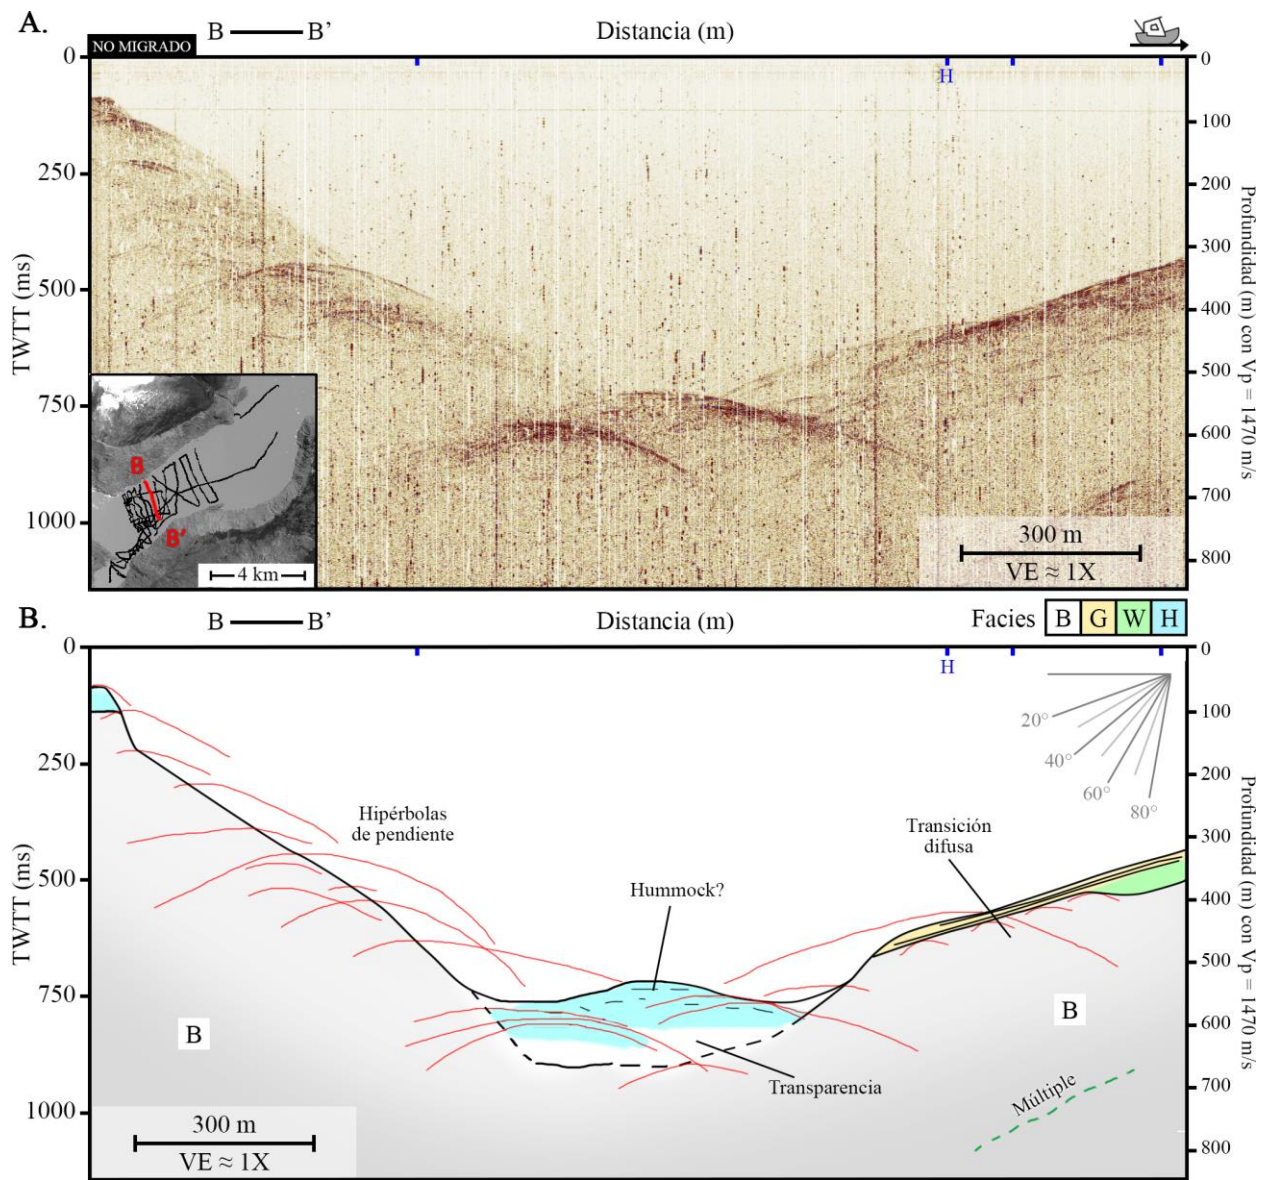 A.
B B’
Distancia (m)
NO MIGRADO
0
250
500
750
1000
TWTT (ms)
0
100
200
300
400
500
600
700
800
Profundidad (m) con Vp = 1470 m/s
H
B
B'
4 km
300 m
VE ≈ 1X
B.
B B’
Distancia (m)
Facies B G W H
0
250
500
750
1000
TWTT (ms)
0
100
200
300
400
500
600
700
800
Profundidad (m) con Vp = 1470 m/s
H
20°
40°
60°
80°
Hipérbolas
de pendiente
Transición
difusa
Hummock?
B
B
Transparencia
Múltiple
300 m
VE ≈ 1X